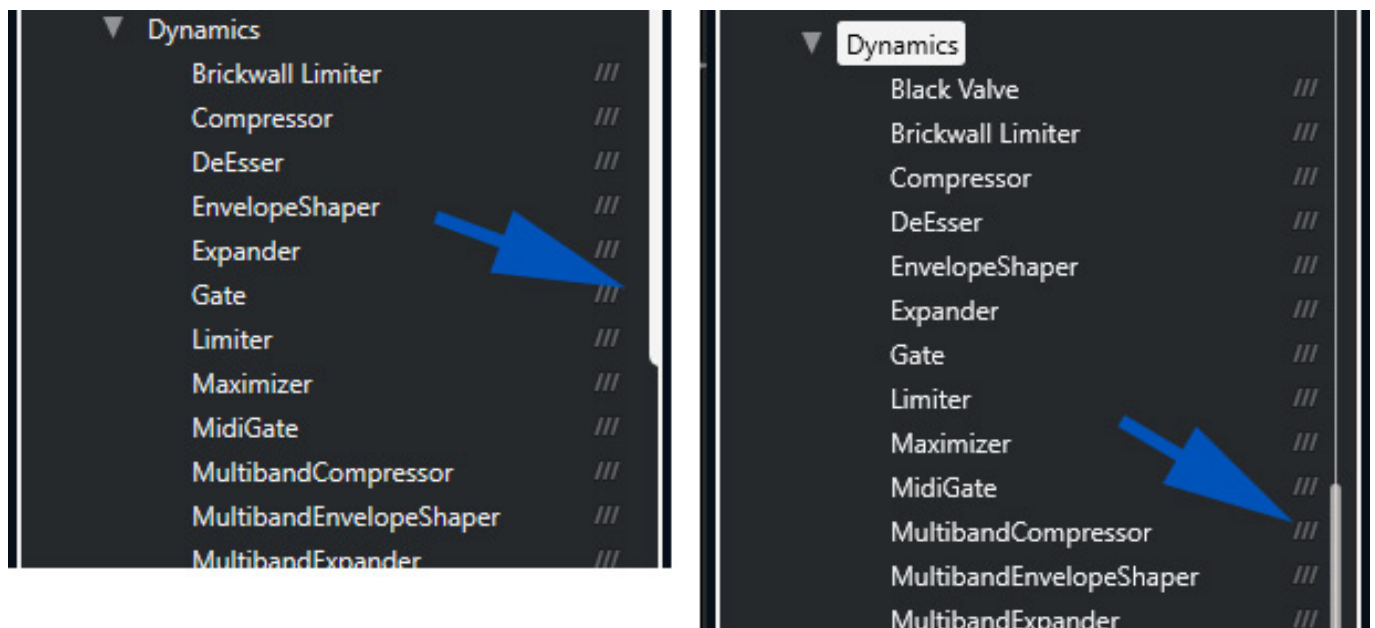 Dynamics
Brickwall Limiter
Compressor
DeEsser
EnvelopeShaper
Expander
Gate
Limiter
Maximizer
MidiGate
MultibandCompressor
MultibandEnvelopeShaper
MultibandExpander
Dynamics
Black Valve
Brickwall Limiter
Compressor
DeEsser
EnvelopeShaper
Expander
Gate
Limiter
Maximizer
MidiGate
MultibandCompressor
MultibandEnvelopeShaper
MultibandExpander